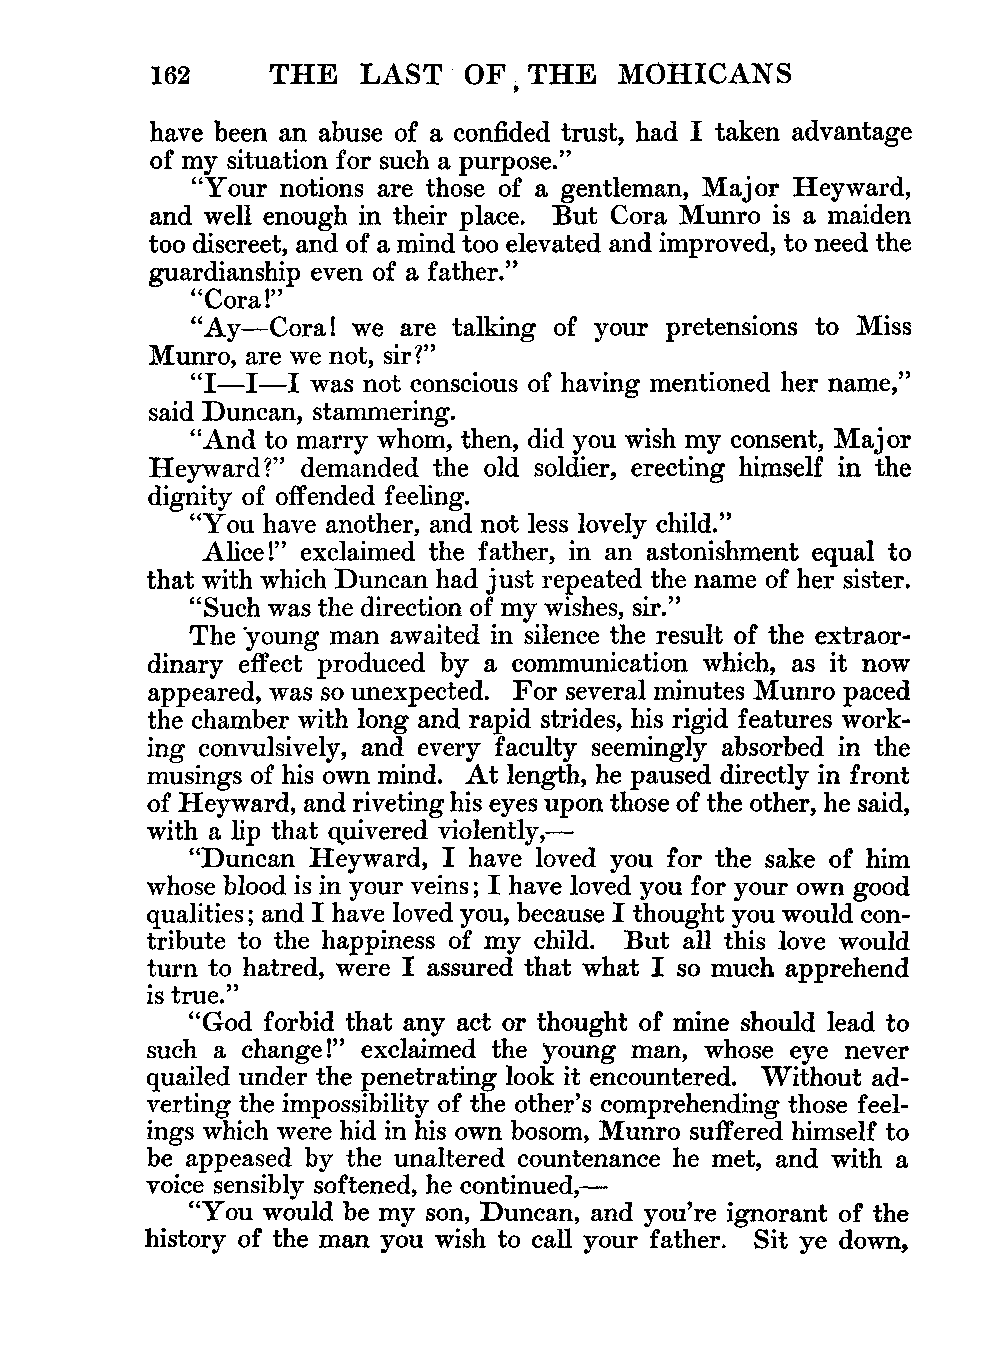 162 THE LAST OF THE MOHICANS
have been an abuse of a confided trust, had I taken advantage
of my situation for such a purpose.”
“Your notions are those of a gentleman, Major Heyward,
and well enough in their place. But Cora Munro is a maiden
too discreet, and of a mind too elevated and improved, to need the
guardianship even of a father.”
“Cora!”
“Ay—Cora! we are talking of your pretensions to Miss
Munro, are we not, sir?”
“I—I—I was not conscious of having mentioned her name,”
said Duncan, stammering.
“And to marry whom, then, did you wish my consent, Major
Heyward?” demanded the old soldier, erecting himself in the
dignity of offended feeling.
“You have another, and not less lovely child.”
Alice!” exclaimed the father, in an astonishment equal to
that with which Duncan had just repeated the name of her sister.
“Such was the direction of my wishes, sir.”
The young man awaited in silence the result of the extraor-
dinary effect produced by a communication which, as it now
appeared, was so unexpected. For several minutes Munro paced
the chamber with long and rapid strides, his rigid features work-
ing convulsively, and every faculty seemingly absorbed in the
musings of his own mind. At length, he paused directly in front
of Heyward, and riveting his eyes upon those of the other, he said,
with a lip that quivered violently,—
“Duncan Heyward, I have loved you for the sake of him
whose blood is in your veins; I have loved you for your own good
qualities; and I have loved you, because I thought you would con-
tribute to the happiness of my child. But all this love would
turn to hatred, were I assured that what I so much apprehend
is true.”
“God forbid that any act or thought of mine should lead to
such a change!” exclaimed the young man, whose eye never
quailed under the penetrating look it encountered. Without ad-
verting the impossibility of the other’s comprehending those feel-
ings which were hid in his own bosom, Munro suffered himself to
be appeased by the unaltered countenance he met, and with a
voice sensibly softened, he continued,—
“You would be my son, Duncan, and you’re ignorant of the
history of the man you wish to call your father. Sit ye down,